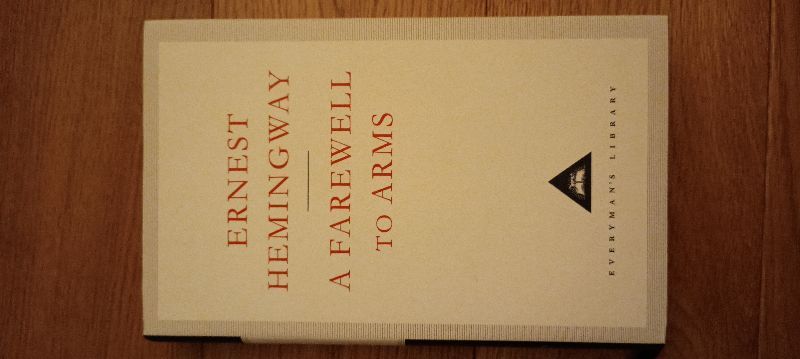 ERNEST
HEMINGWAY
A FAREWELL
TO ARMS
EVERYMAN'S LIBRARY